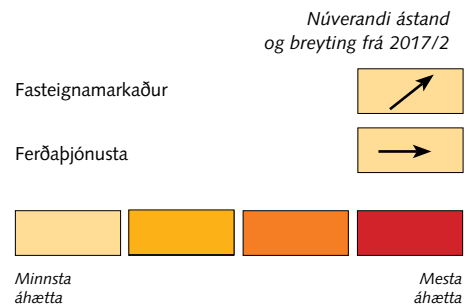 Núverandi ástand
og breyting frá 2017/2
Fasteignamarkaður
Ferðaþjónusta
Minnsta
áhætta
Mesta
áhætta